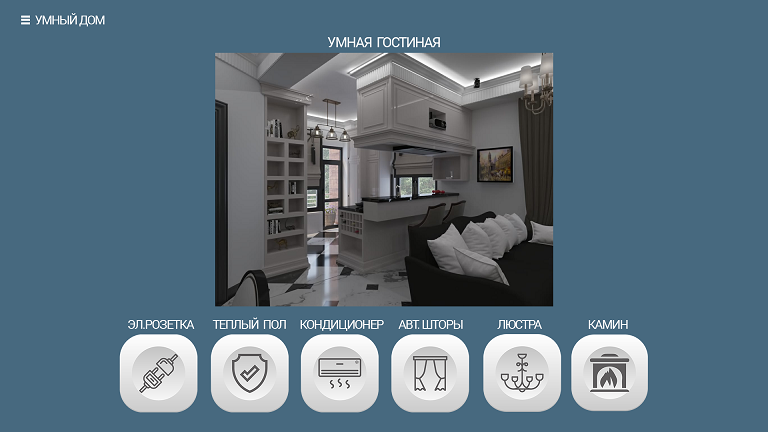 УМНЫЙ ДОМ
УМНАЯ ГОСТИНАЯ
ЭЛ.РОЗЕТКА ТЕПЛЫЙ ПОЛ КОНДИЦИОНЕР АВТ. ШТОРЫ ЛЮСТРА КАМИН